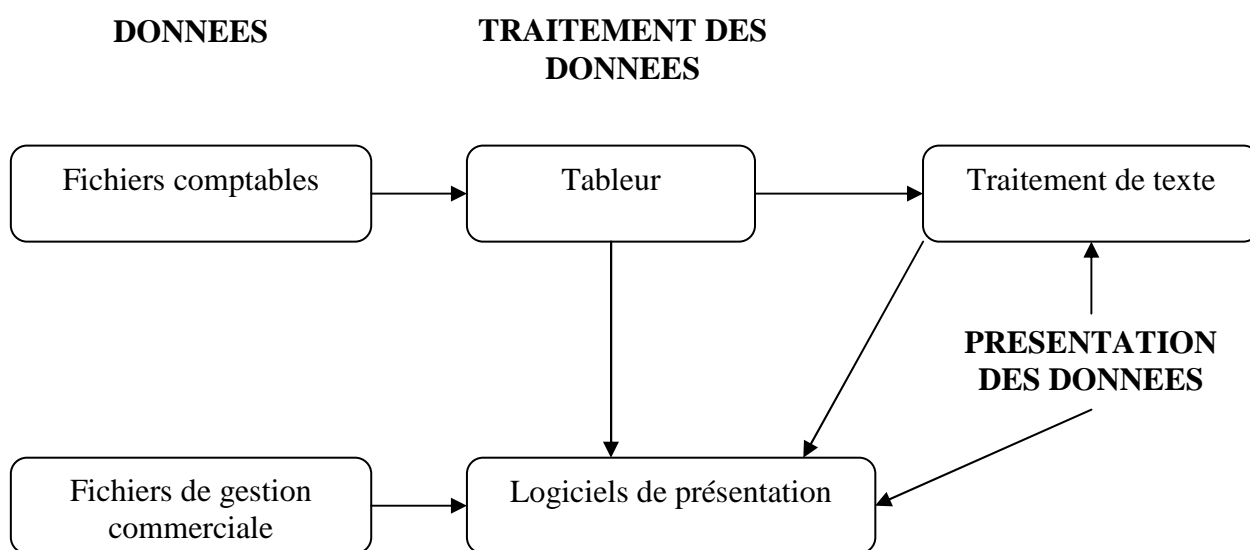 DONNEES
TRAITEMENT DES
DONNEES
Fichiers comptables
Tableur
Traitement de texte
PRESENTATION
DES DONNEES
Fichiers de gestion
commerciale
Logiciels de présentation